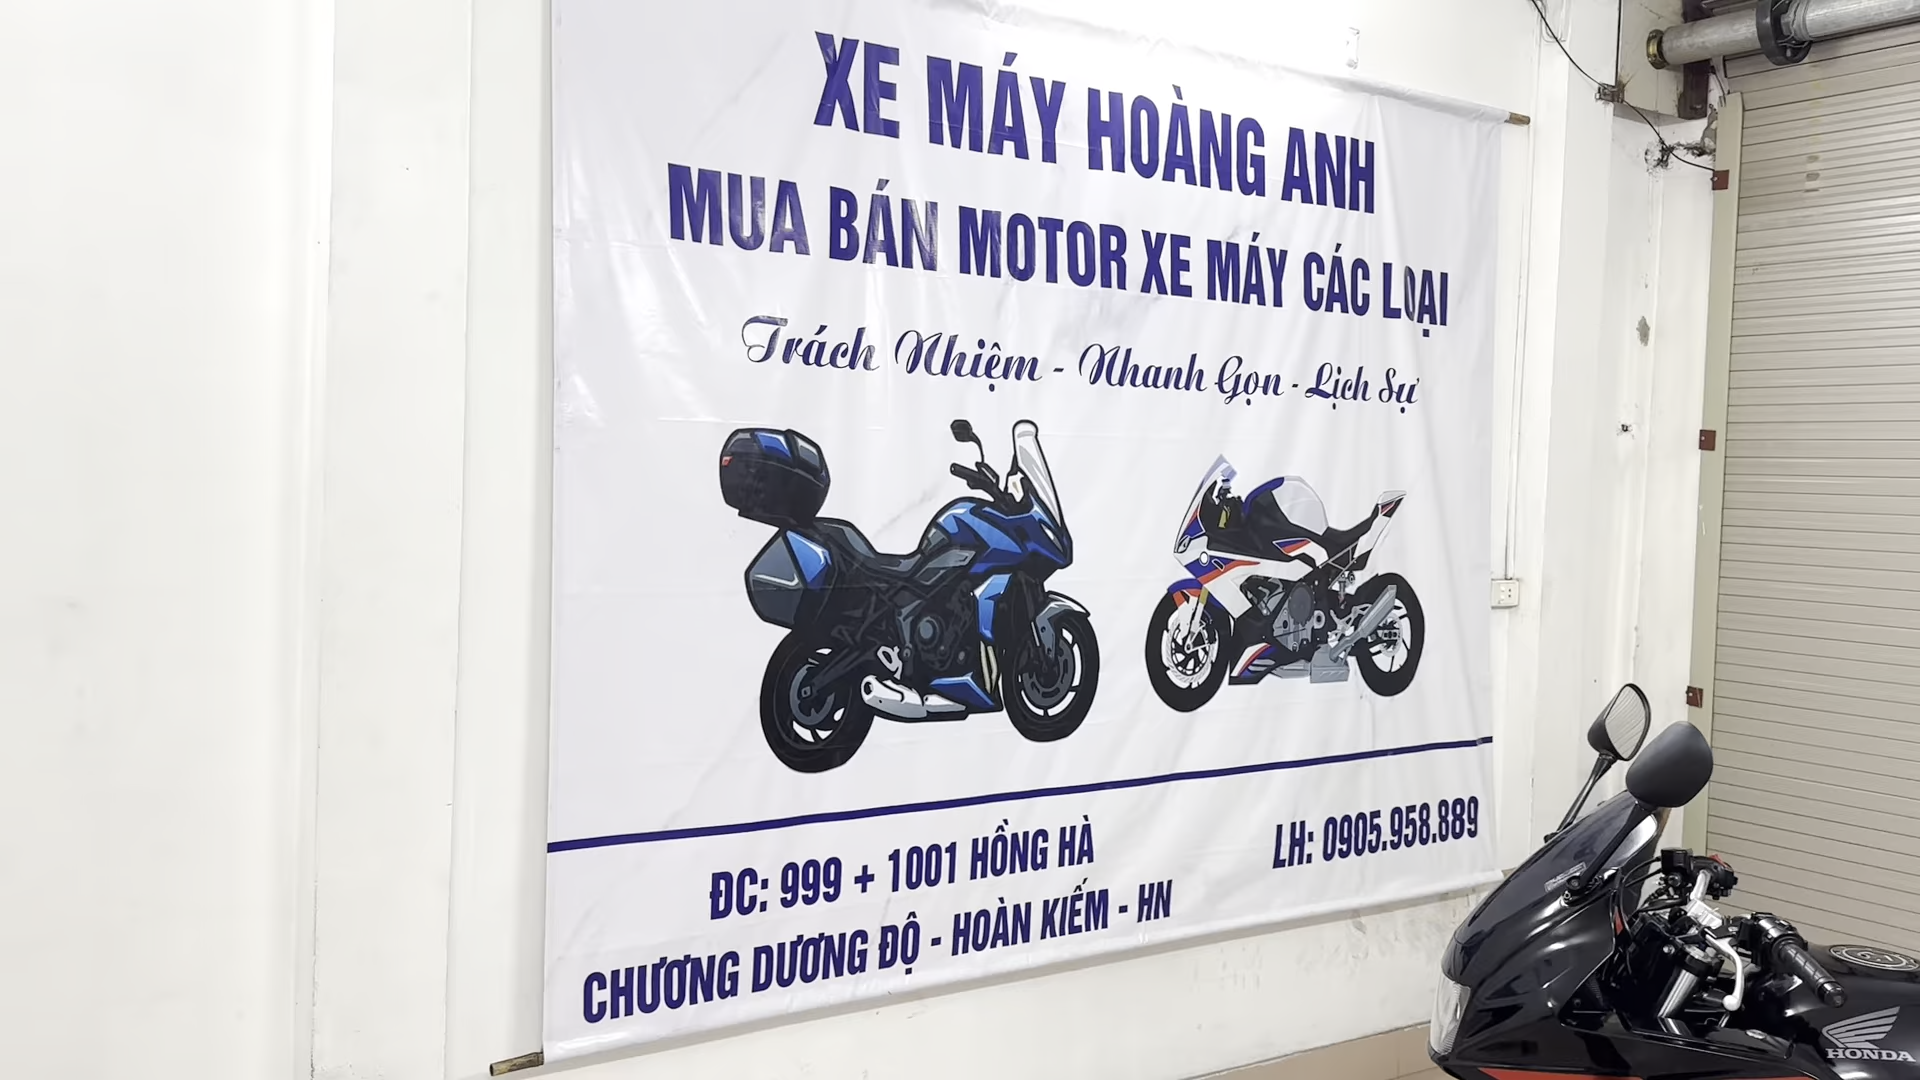 XE MÁY HOÀNG ANH
MUA BÁN MOTOR XE MÁY CÁC LOẠI
Trách Nhiệm - Nhanh Gọn - Lịch Sự
ĐC: 999 + 1001 HỒNG HÀ
CHƯƠNG DƯƠNG ĐỘ - HOÀN KIẾM - HN
LH: 0905.958.889
HONDA